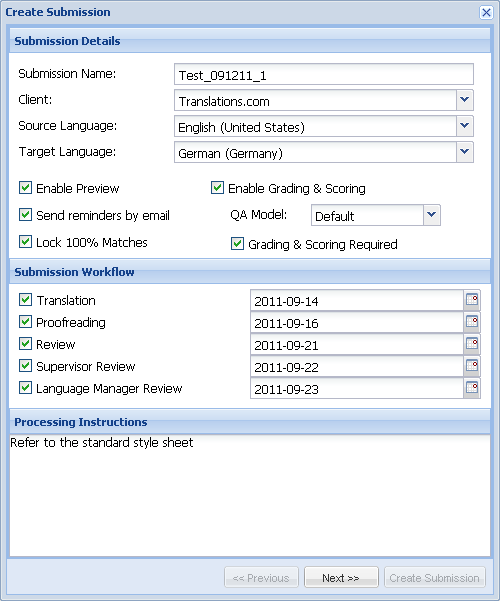 Create Submission
Submission Details
Submission Name: Test_091211_1
Client: Translations.com
Source Language: English (United States)
Target Language: German (Germany)
Enable Preview Enable Grading & Scoring
Send reminders by email QA Model: Default
Lock 100% Matches Grading & Scoring Required
Submission Workflow
Translation 2011-09-14
Proofreading 2011-09-16
Review 2011-09-21
Supervisor Review 2011-09-22
Language Manager Review 2011-09-23
Processing Instructions
Refer to the standard style sheet
<< Previous Next >> Create Submission